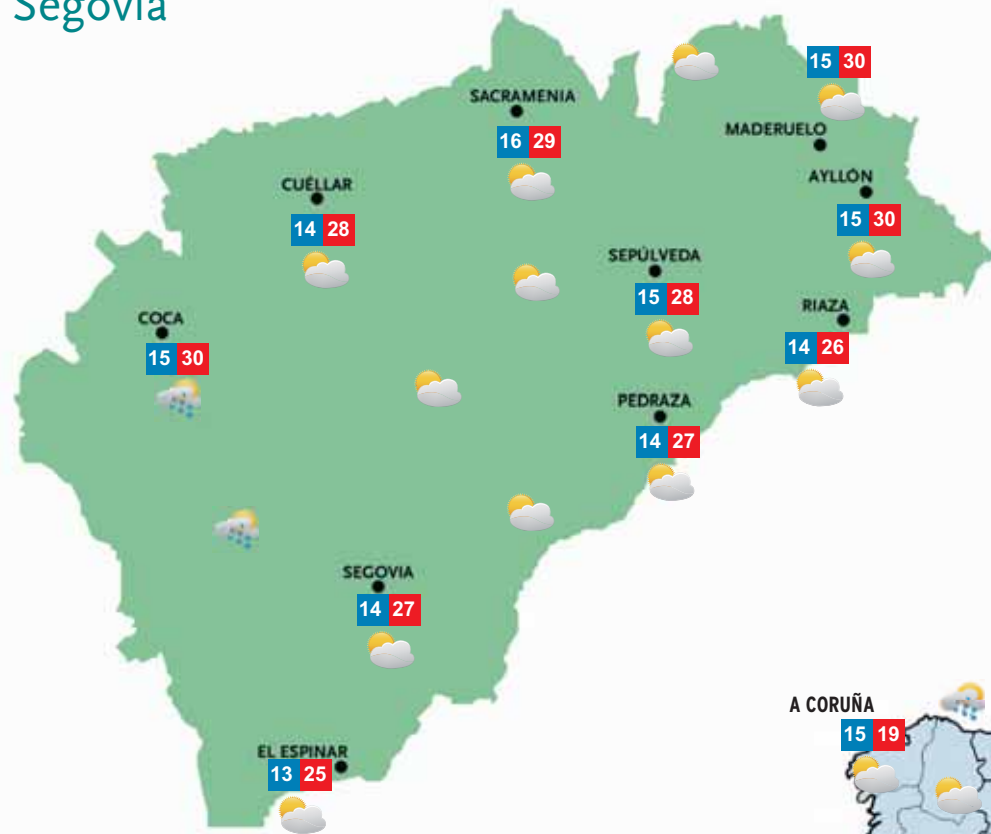 Segovia
15 30
SACRAMENIA
16 29
MADERUELO
AYLLÓN
15 30
CUÉLLAR
14 28
SEPÚLVEDA
15 28
RIAZA
14 26
COCA
15 30
PEDRAZA
14 27
SEGOVIA
14 27
A CORUÑA
15 19
EL ESPINAR
13 25